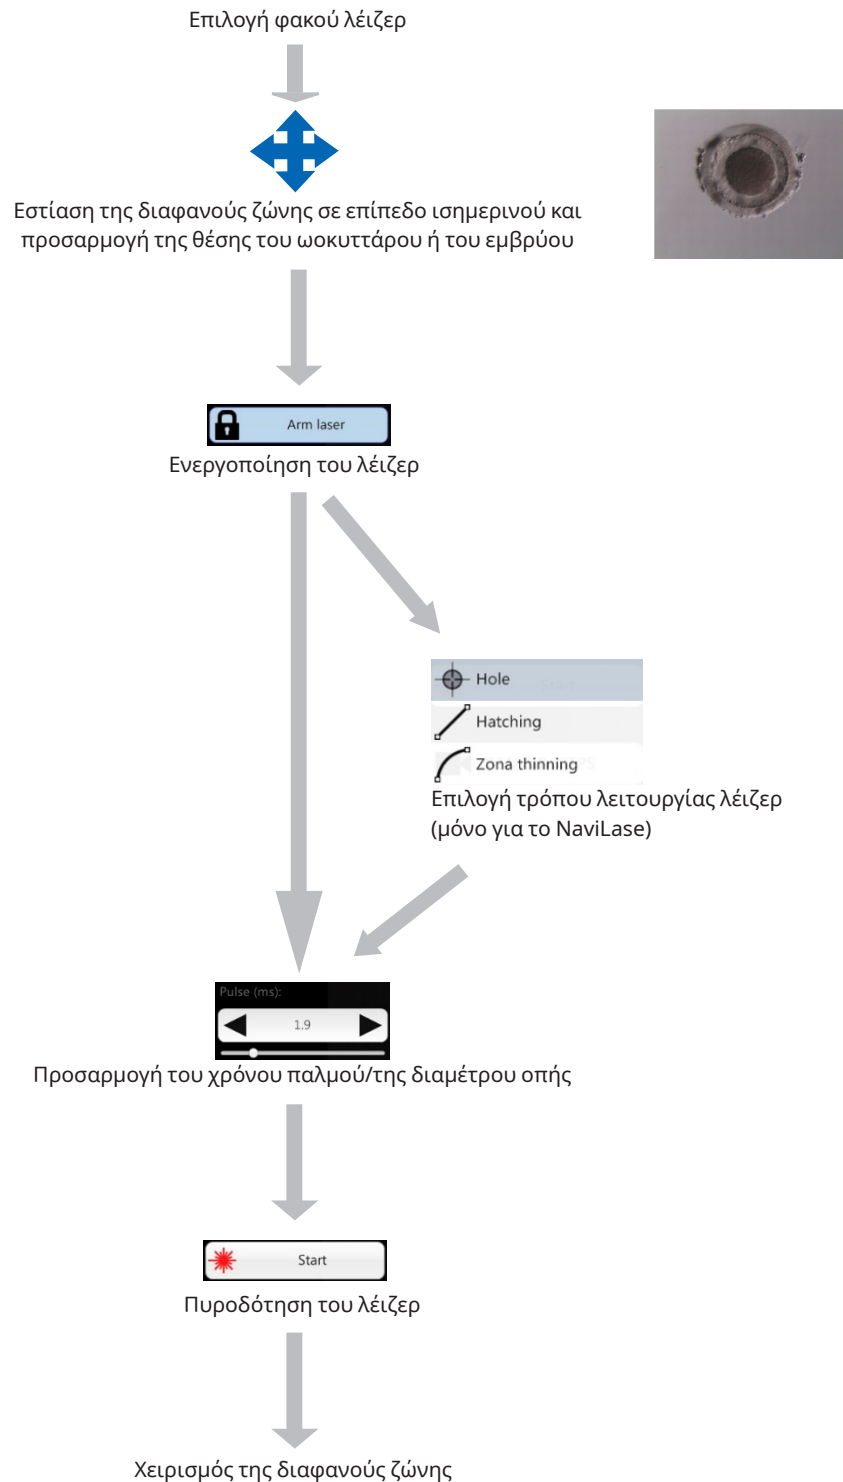 Επιλογή φακού λέιζερ
Εστίαση της διαφανούς ζώνης σε επίπεδο ισημερινού και
προσαρμογή της θέσης του ωοκυττάρου ή του εμβρύου
Arm laser
Ενεργοποίηση του λέιζερ
Hole
Hatching
Zona thinning
Επιλογή τρόπου λειτουργίας λέιζερ
(μόνο για το NaviLase)
Pulse (ms):
1.9
Προσαρμογή του χρόνου παλμού/της διαμέτρου οπής
Start
Πυροδότηση του λέιζερ
Χειρισμός της διαφανούς ζώνης